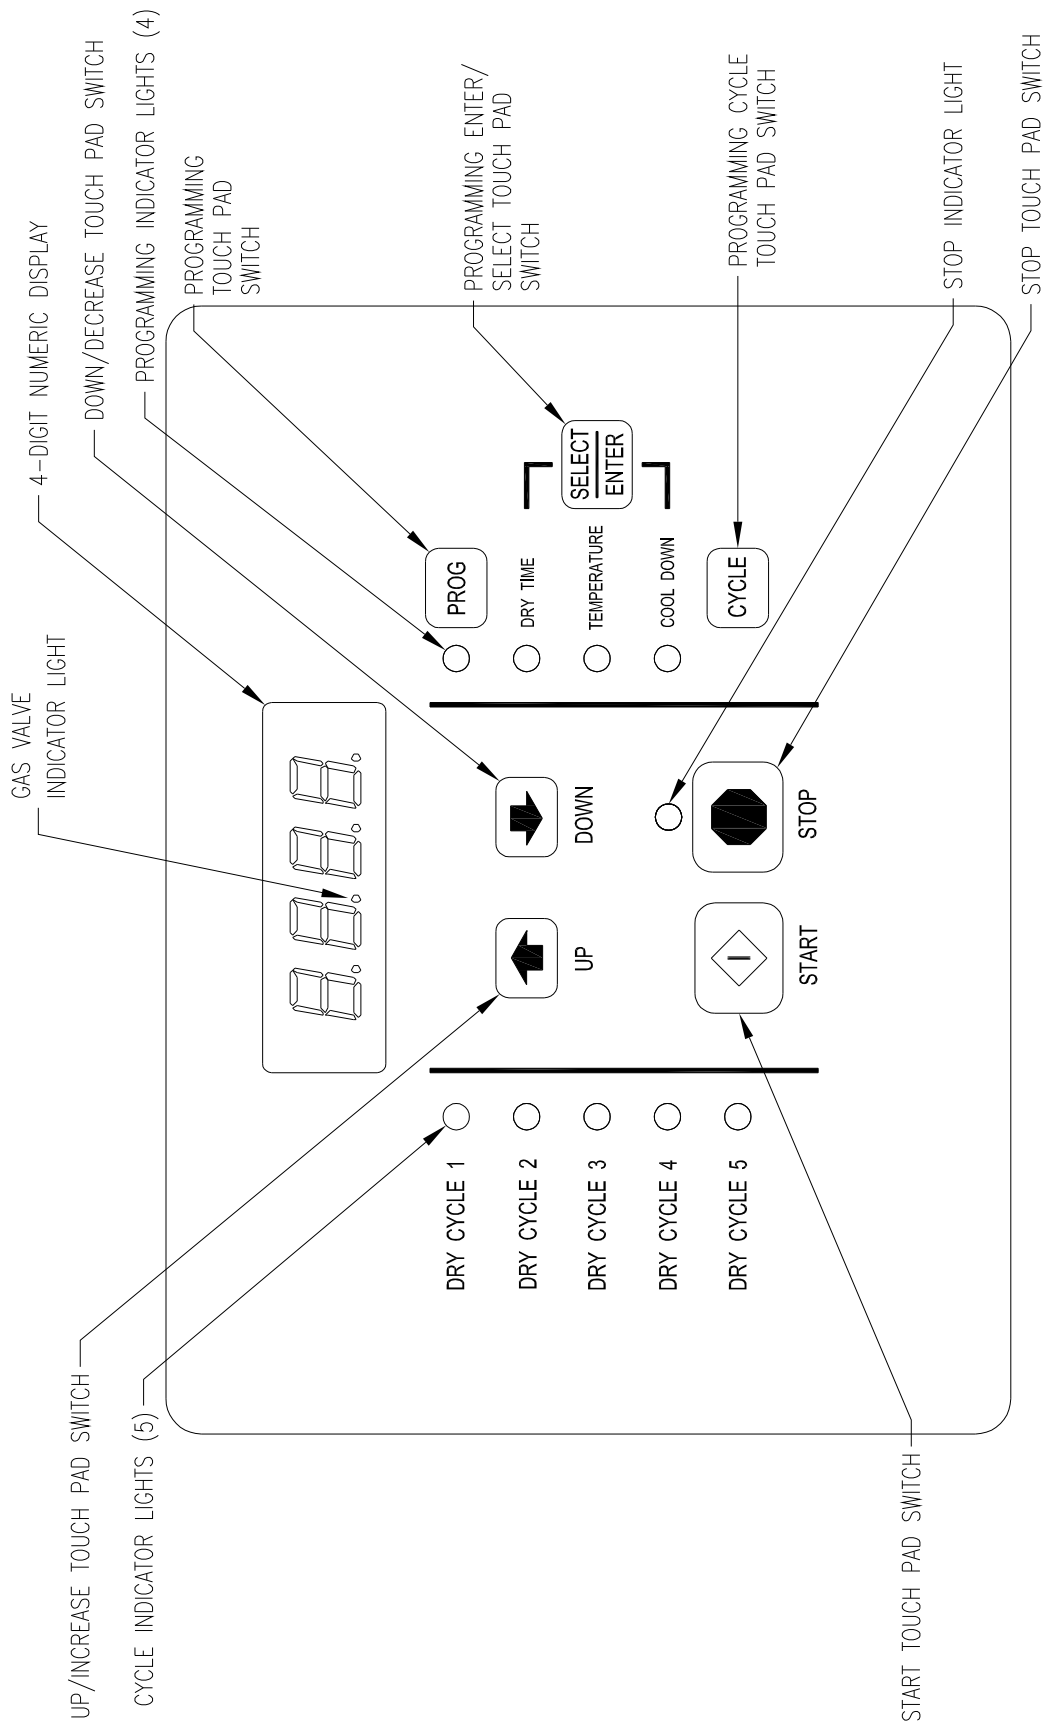 GAS VALVE
INDICATOR LIGHT
4-DIGIT NUMERIC DISPLAY
UP/INCREASE TOUCH PAD SWITCH
DOWN/DECREASE TOUCH PAD SWITCH
CYCLE INDICATOR LIGHTS (5)
PROGRAMMING INDICATOR LIGHTS (4)
PROGRAMMING
TOUCH PAD
SWITCH
PROGRAMMING ENTER/
SELECT TOUCH PAD
SWITCH
PROGRAMMING CYCLE
TOUCH PAD SWITCH
STOP INDICATOR LIGHT
STOP TOUCH PAD SWITCH
START TOUCH PAD SWITCH
DRY CYCLE 1
DRY CYCLE 2
DRY CYCLE 3
DRY CYCLE 4
DRY CYCLE 5
UP
DOWN
START
STOP
PROG
DRY TIME
TEMPERATURE
COOL DOWN
SELECT
ENTER
CYCLE